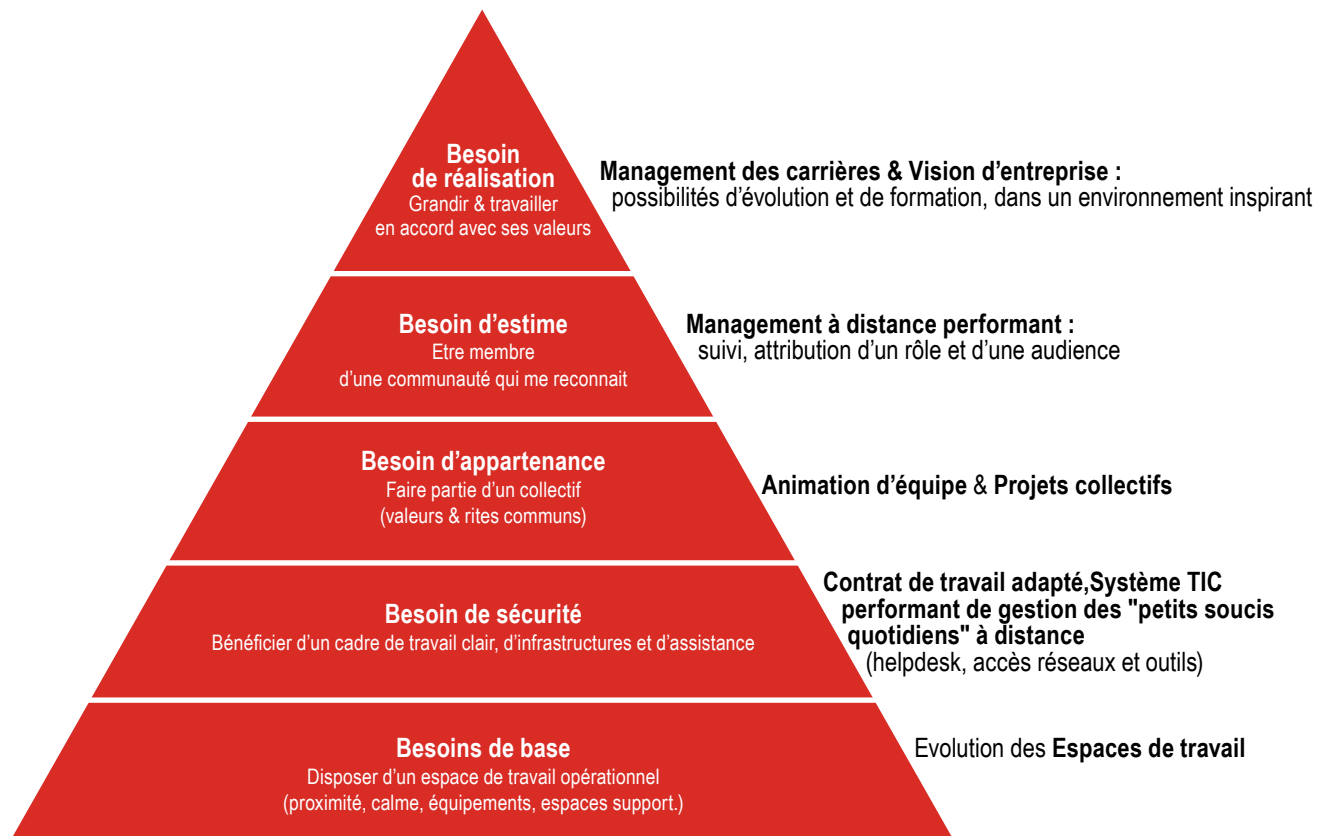 Besoin
de réalisation
Grandir & travailler
en accord avec ses valeurs
Management des carrières & Vision d'entreprise :
possibilités d'évolution et de formation, dans un environnement inspirant
Besoin d'estime
Etre membre
d'une communauté qui me reconnait
Management à distance performant :
suivi, attribution d'un rôle et d'une audience
Besoin d'appartenance
Faire partie d'un collectif
(valeurs & rites communs)
Animation d'équipe & Projets collectifs
Besoin de sécurité
Bénéficier d'un cadre de travail clair, d'infrastructures et d'assistance
Contrat de travail adapté,Système TIC
performant de gestion des "petits soucis
quotidiens" à distance
(helpdesk, accès réseaux et outils)
Besoins de base
Disposer d'un espace de travail opérationnel
(proximité, calme, équipements, espaces support.)
Evolution des Espaces de travail